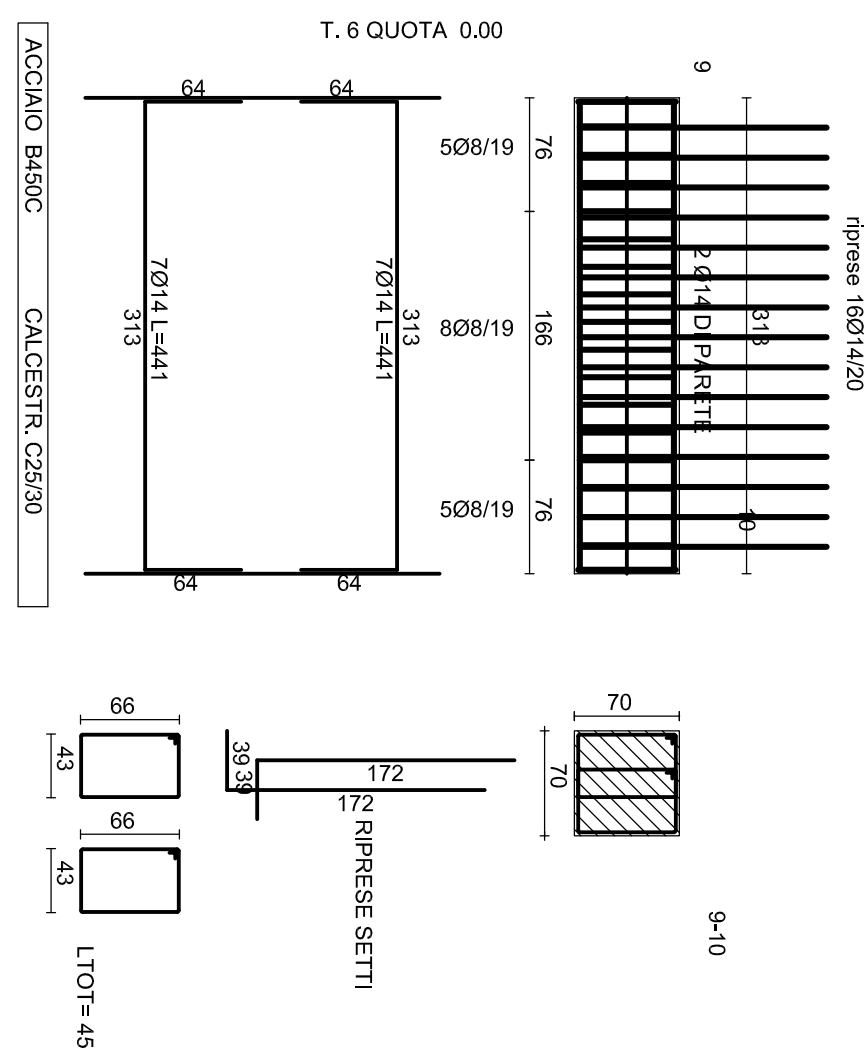 T. 6 QUOTA 0.00
ACCIAIO B450C CALCESTR. C25/30
64
64
7Ø14 L=441
313
7Ø14 L=441
313
64
64
5Ø8/19
76
8Ø8/19
166
5Ø8/19
76
9
2 Ø14 DI PARETE
313
10
riprese 16Ø14/20
66
43
66
43
LTOT= 45
39
39
172
172
RIPRESE SETTI
70
70
9-10